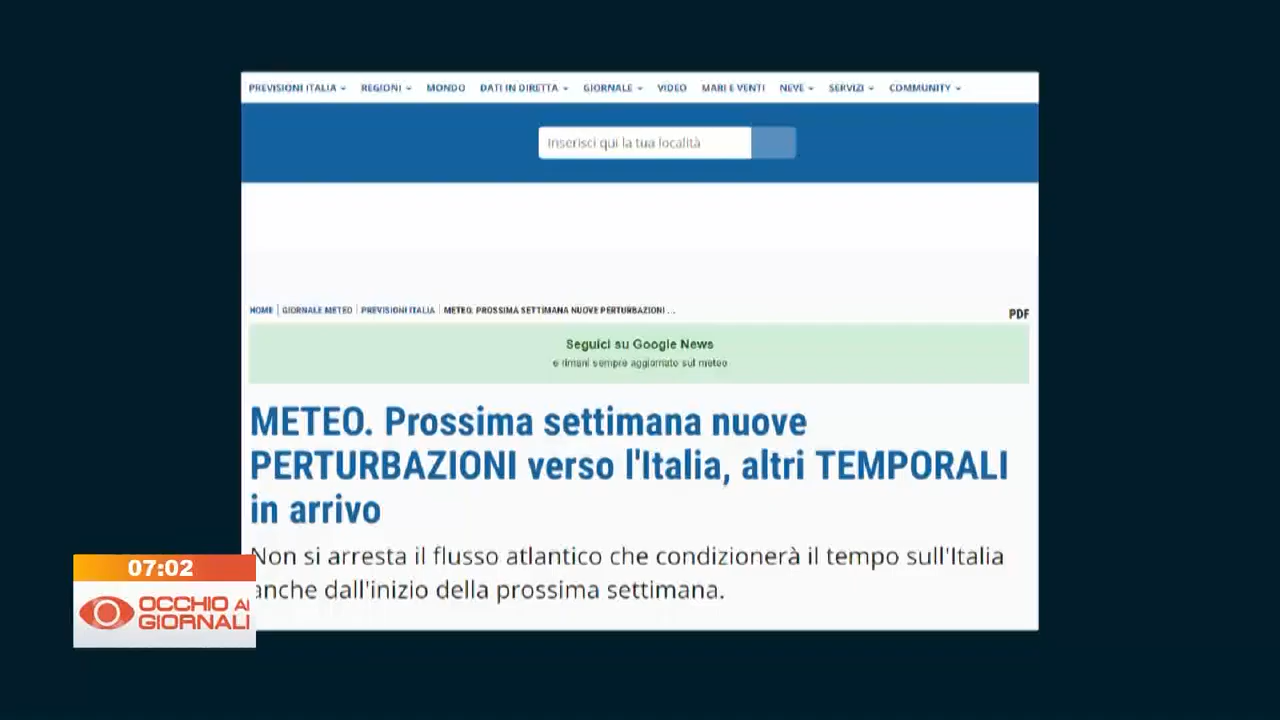 PREVISIONI ITALIA REGIONI MONDO DATI IN DIRETTA GIORNALE VIDEO MARI E VENTI NEVE SERVIZI COMMUNITY
Inserisci qui la tua località
HOME GIORNALE METEO PREVISIONI ITALIA METEO. PROSSIMA SETTIMANA NUOVE PERTURBAZIONI ...
PDF
Seguici su Google News
e rimani sempre aggiornato sul meteo
METEO. Prossima settimana nuove
PERTURBAZIONI verso l'Italia, altri TEMPORALI
in arrivo
Non si arresta il flusso atlantico che condizionerà il tempo sull'Italia
anche dall'inizio della prossima settimana.
07:02
OCCHIO AI
GIORNALI